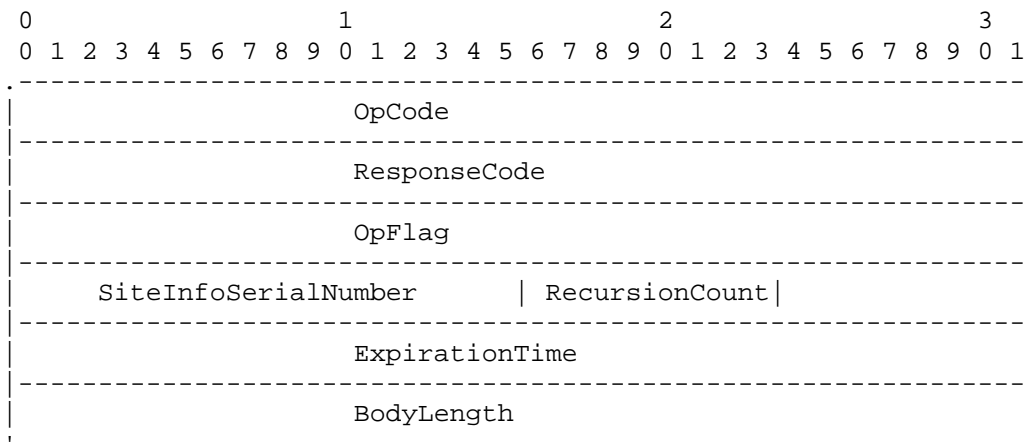 0                   1                   2                   3
0 1 2 3 4 5 6 7 8 9 0 1 2 3 4 5 6 7 8 9 0 1 2 3 4 5 6 7 8 9 0 1
.---------------------------------------------------------------
|                    OpCode
|---------------------------------------------------------------
|                    ResponseCode
|---------------------------------------------------------------
|                    OpFlag
|---------------------------------------------------------------
|     SiteInfoSerialNumber      | RecursionCount|
|---------------------------------------------------------------
|                    ExpirationTime
|---------------------------------------------------------------
|                    BodyLength